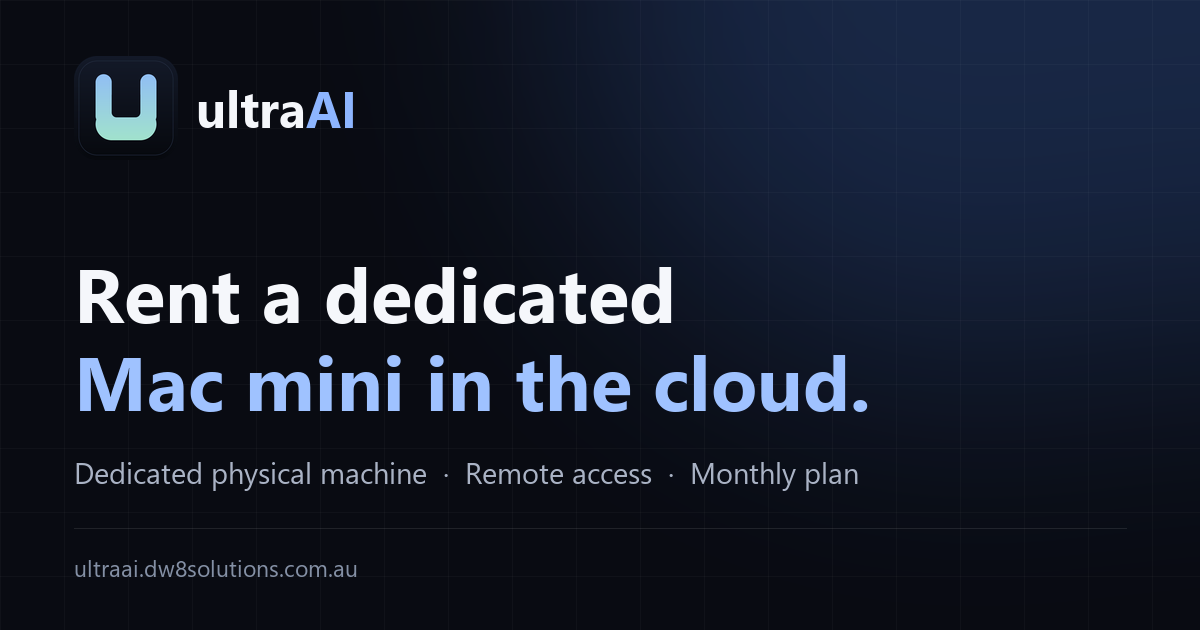 ultraAI
Rent a dedicated
Mac mini in the cloud.
Dedicated physical machine · Remote access · Monthly plan
ultraai.dw8solutions.com.au